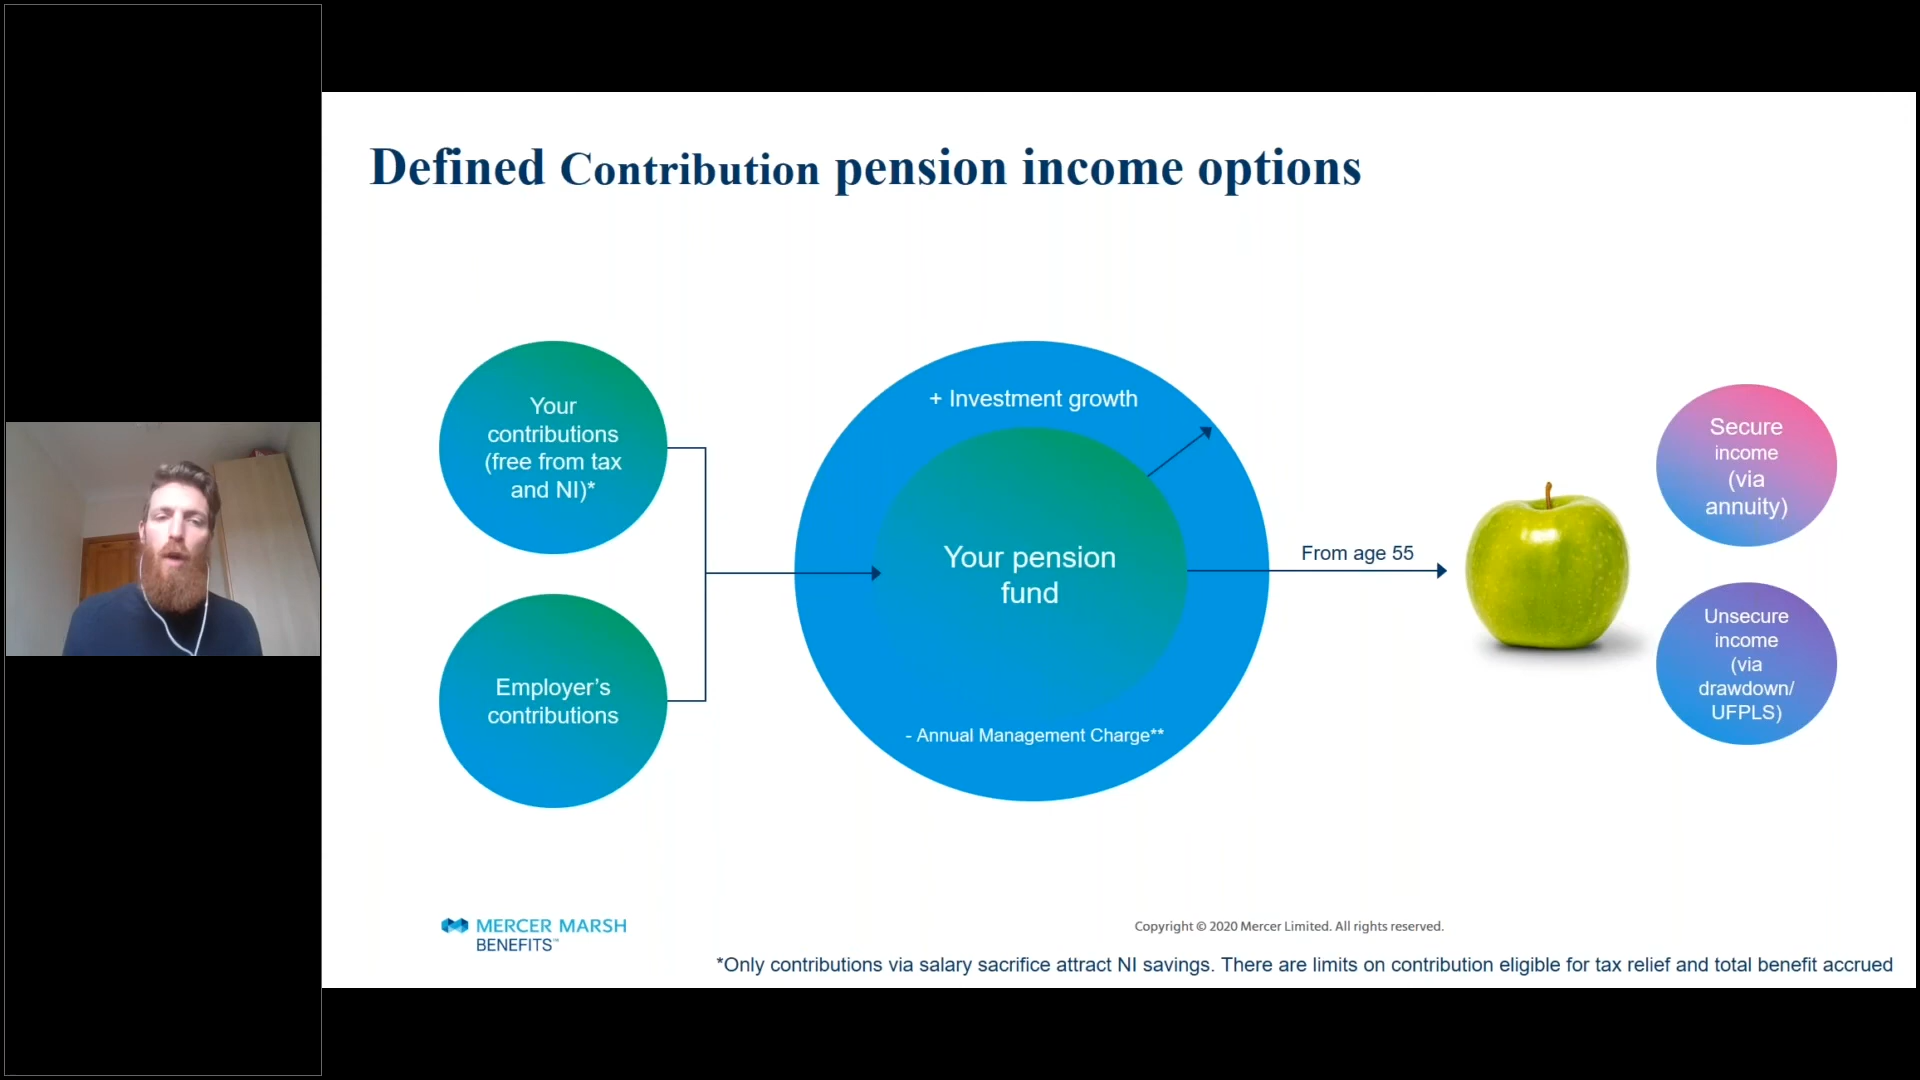 Defined Contribution pension income options
Your
contributions
(free from tax
and NI)*
Employer’s
contributions
+ Investment growth
Your pension
fund
- Annual Management Charge**
From age 55
Secure
income
(via
annuity)
Unsecure
income
(via
drawdown/
UFPLS)
MERCER MARSH
BENEFITS™
Copyright © 2020 Mercer Limited. All rights reserved.
*Only contributions via salary sacrifice attract NI savings. There are limits on contribution eligible for tax relief and total benefit accrued